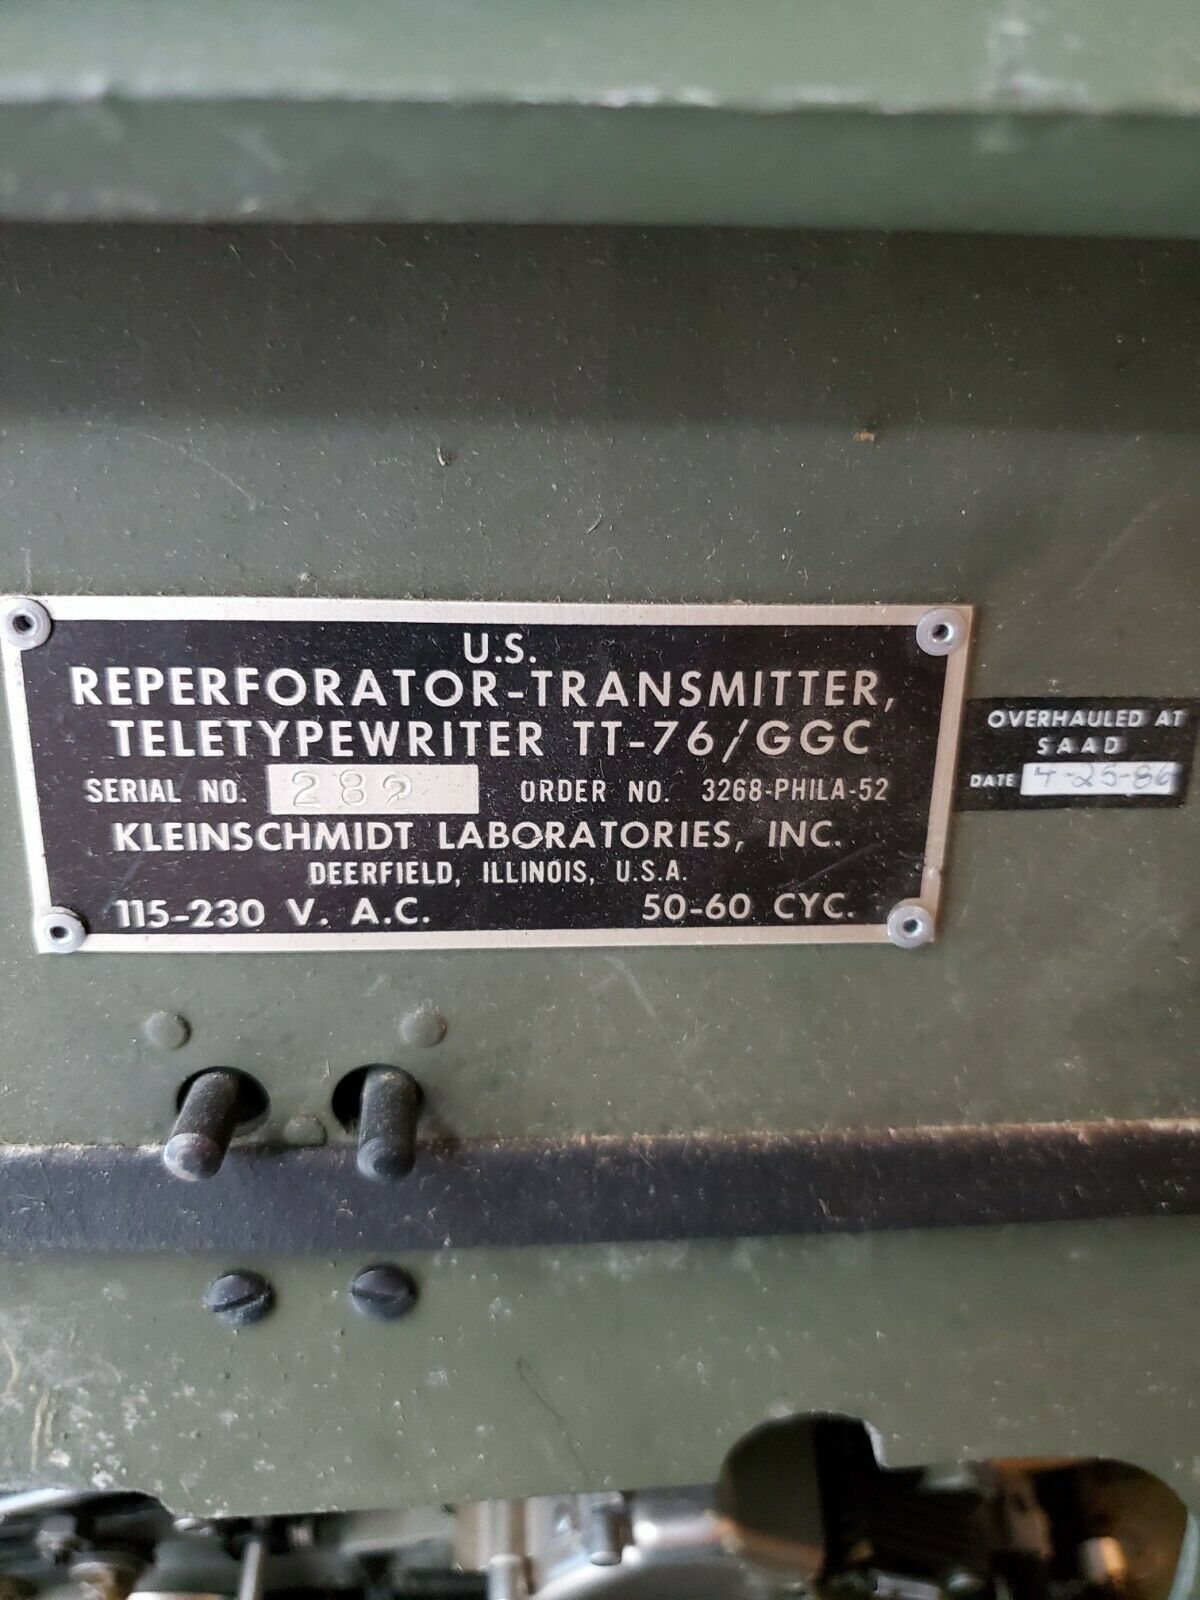 U.S.
REPERFORATOR-TRANSMITTER,
TELETYPEWRITER TT-76/GGC
SERIAL NO. 282 ORDER NO. 3268-PHILA-52
KLEINSCHMIDT LABORATORIES, INC.
DEERFIELD, ILLINOIS, U.S.A.
115-230 V. A.C. 50-60 CYC.
OVERHAULED AT
SAAD
DATE 4-25-86